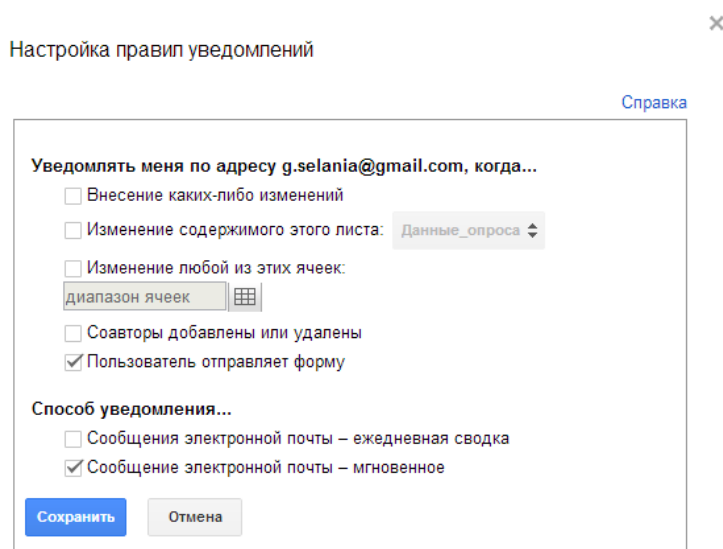 Настройка правил уведомлений
Справка
Уведомлять меня по адресу g.selania@gmail.com, когда...
Внесение каких-либо изменений
Изменение содержимого этого листа: Данные_опроса
Изменение любой из этих ячеек:
диапазон ячеек
Соавторы добавлены или удалены
Пользователь отправляет форму
Способ уведомления...
Сообщения электронной почты – ежедневная сводка
Сообщение электронной почты – мгновенное
Сохранить Отмена